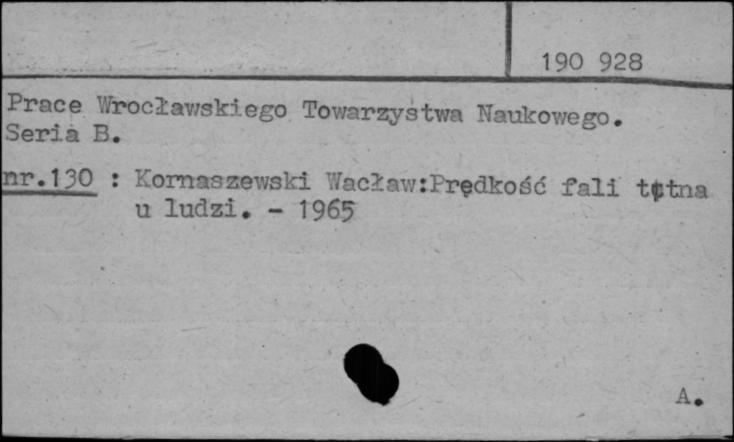 190 928
Prace Wrocławskiego Towarzystwa Naukowego.
Seria B.
nr.130 : Kornaszewski Wacław:Prędkość fali tętna
u ludzi. - 1965
A.